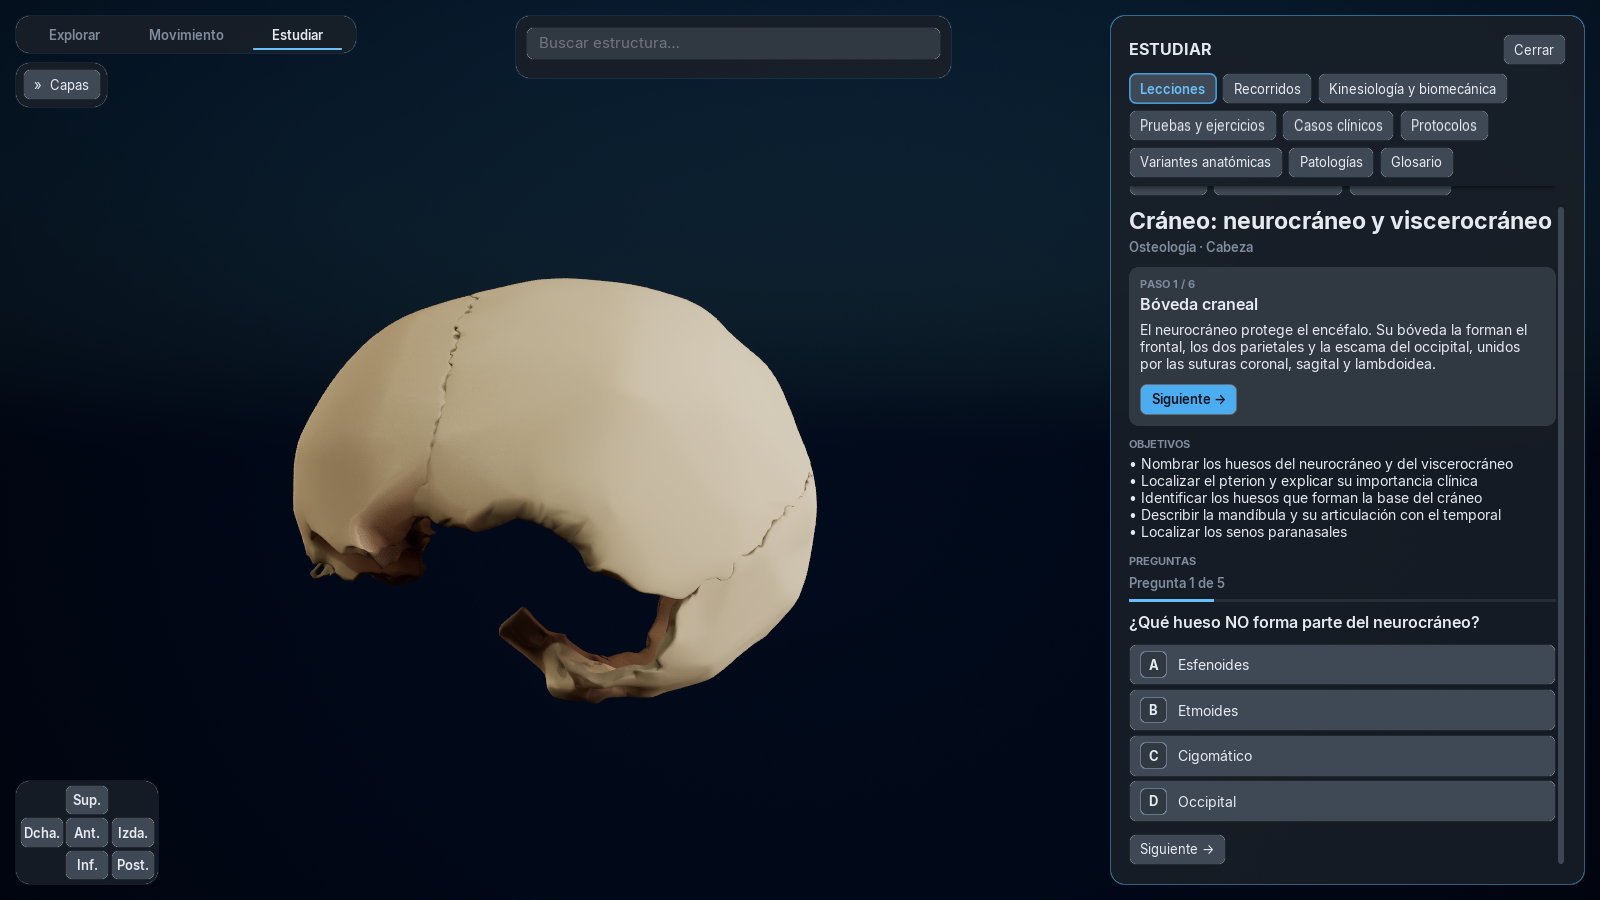 Explorar
Movimiento
Estudiar
» Capas
Buscar estructura...
ESTUDIAR
Cerrar
Lecciones
Recorridos
Kinesiología y biomecánica
Pruebas y ejercicios
Casos clínicos
Protocolos
Variantes anatómicas
Patologías
Glosario
Cráneo: neurocráneo y viscerocráneo
Osteología · Cabeza
PASO 1 / 6
Bóveda craneal
El neurocráneo protege el encéfalo. Su bóveda la forman el
frontal, los dos parietales y la escama del occipital, unidos
por las suturas coronal, sagital y lambdoidea.
Siguiente →
OBJETIVOS
• Nombrar los huesos del neurocráneo y del viscerocráneo
• Localizar el pterion y explicar su importancia clínica
• Identificar los huesos que forman la base del cráneo
• Describir la mandíbula y su articulación con el temporal
• Localizar los senos paranasales
PREGUNTAS
Pregunta 1 de 5
¿Qué hueso NO forma parte del neurocráneo?
A Esfenoides
B Etmoides
C Cigomático
D Occipital
Siguiente →
Sup.
Dcha. Ant. Izda.
Inf. Post.